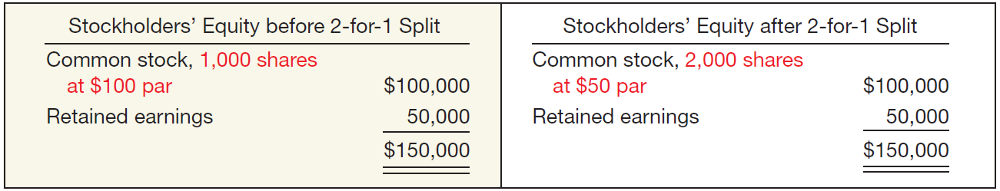 Stockholders’ Equity before 2-for-1 Split
Common stock, 1,000 shares
at $100 par $100,000
Retained earnings 50,000
$150,000
Stockholders’ Equity after 2-for-1 Split
Common stock, 2,000 shares
at $50 par $100,000
Retained earnings 50,000
$150,000